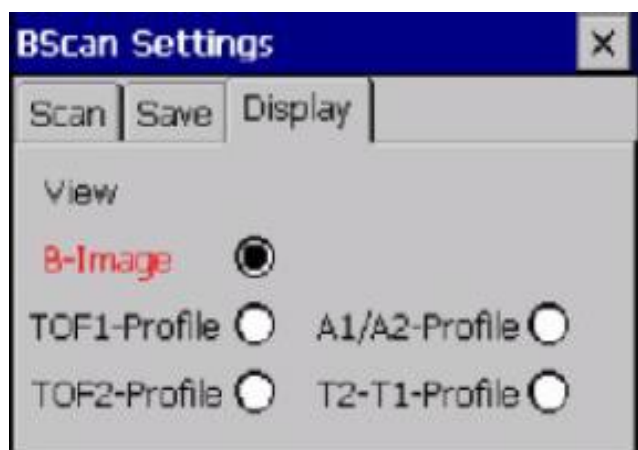 BScan Settings
Scan Save Display
View
B-Image
TOF1-Profile A1/A2-Profile
TOF2-Profile T2-T1-Profile